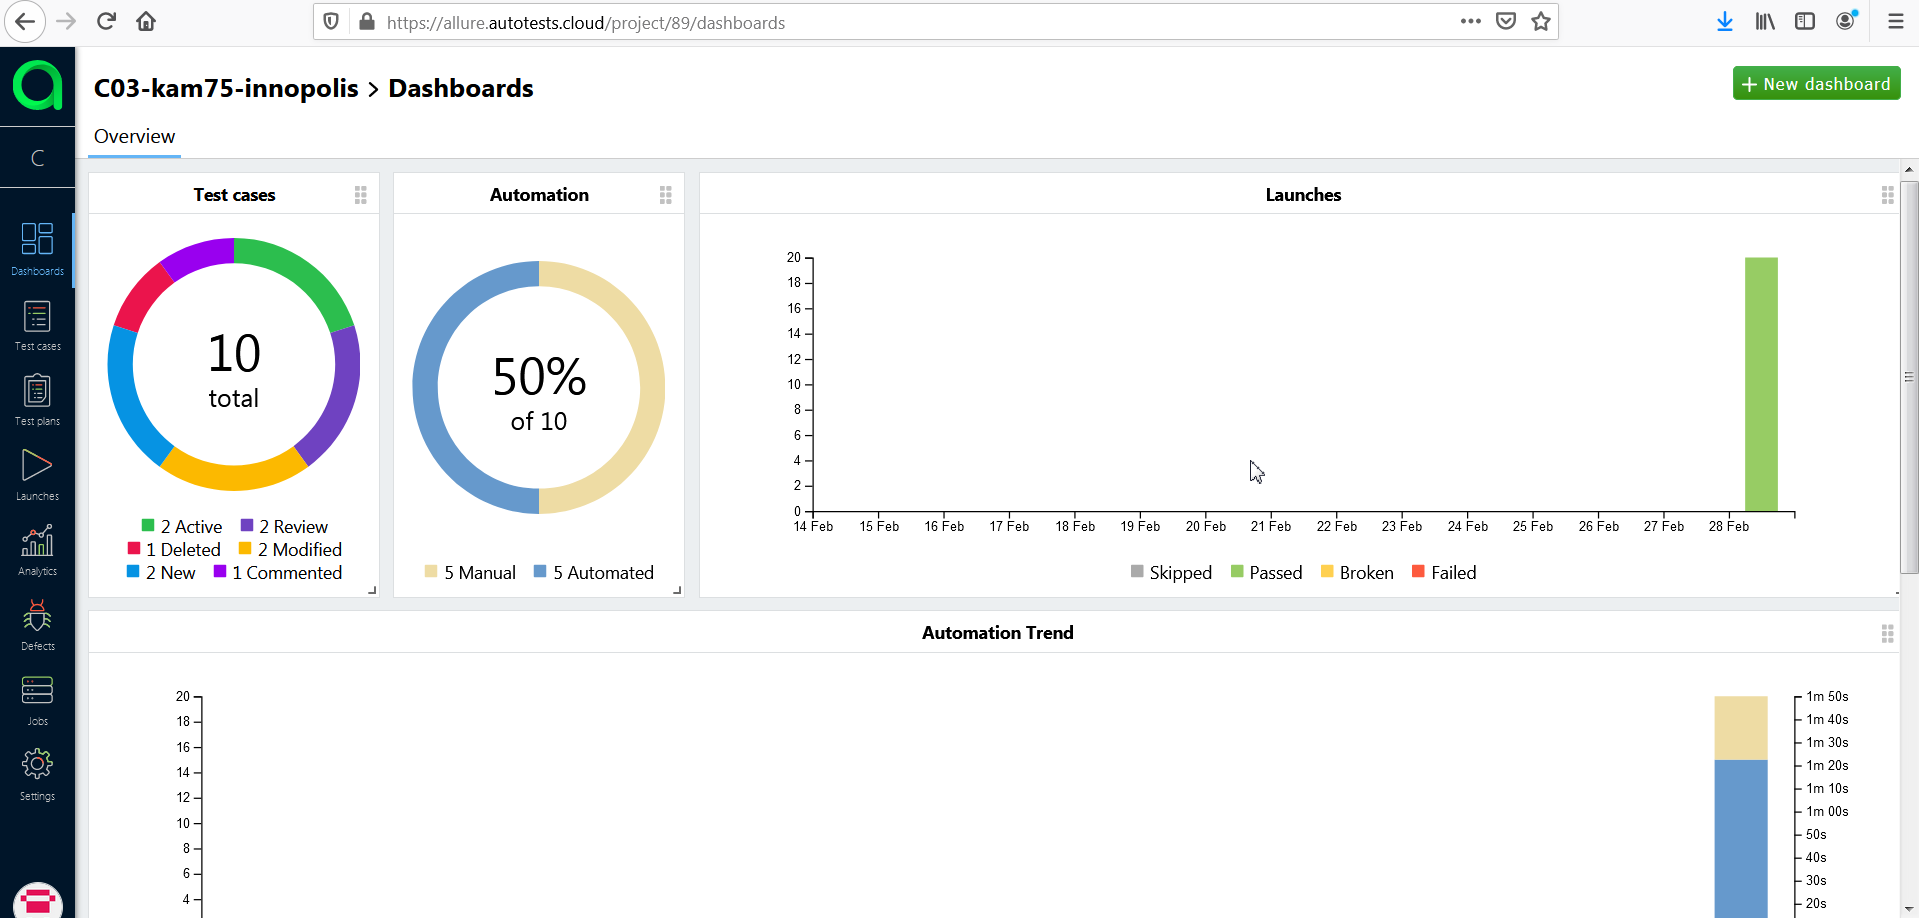 https://allure.autotests.cloud/project/89/dashboards
C03-kam75-innopolis > Dashboards
+ New dashboard
Overview
C
Dashboards
Test cases
Test plans
Launches
Analytics
Defects
Jobs
Settings
Test cases
10
total
2 Active 2 Review
1 Deleted 2 Modified
2 New 1 Commented
Automation
50%
of 10
5 Manual 5 Automated
Launches
20
18
16
14
12
10
8
6
4
2
0
14 Feb 15 Feb 16 Feb 17 Feb 18 Feb 19 Feb 20 Feb 21 Feb 22 Feb 23 Feb 24 Feb 25 Feb 26 Feb 27 Feb 28 Feb
Skipped Passed Broken Failed
Automation Trend
20
18
16
14
12
10
8
6
4
1m 50s
1m 40s
1m 30s
1m 20s
1m 10s
1m 00s
50s
40s
30s
20s